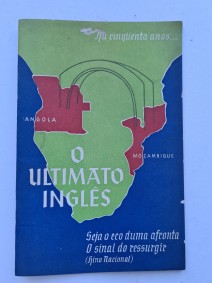 Há cinquenta anos...
ANGOLA
MOÇAMBIQUE
O
ULTIMATO
INGLÊS
Seja o eco duma afronta
O sinal do ressurgir
(Hino Nacional)